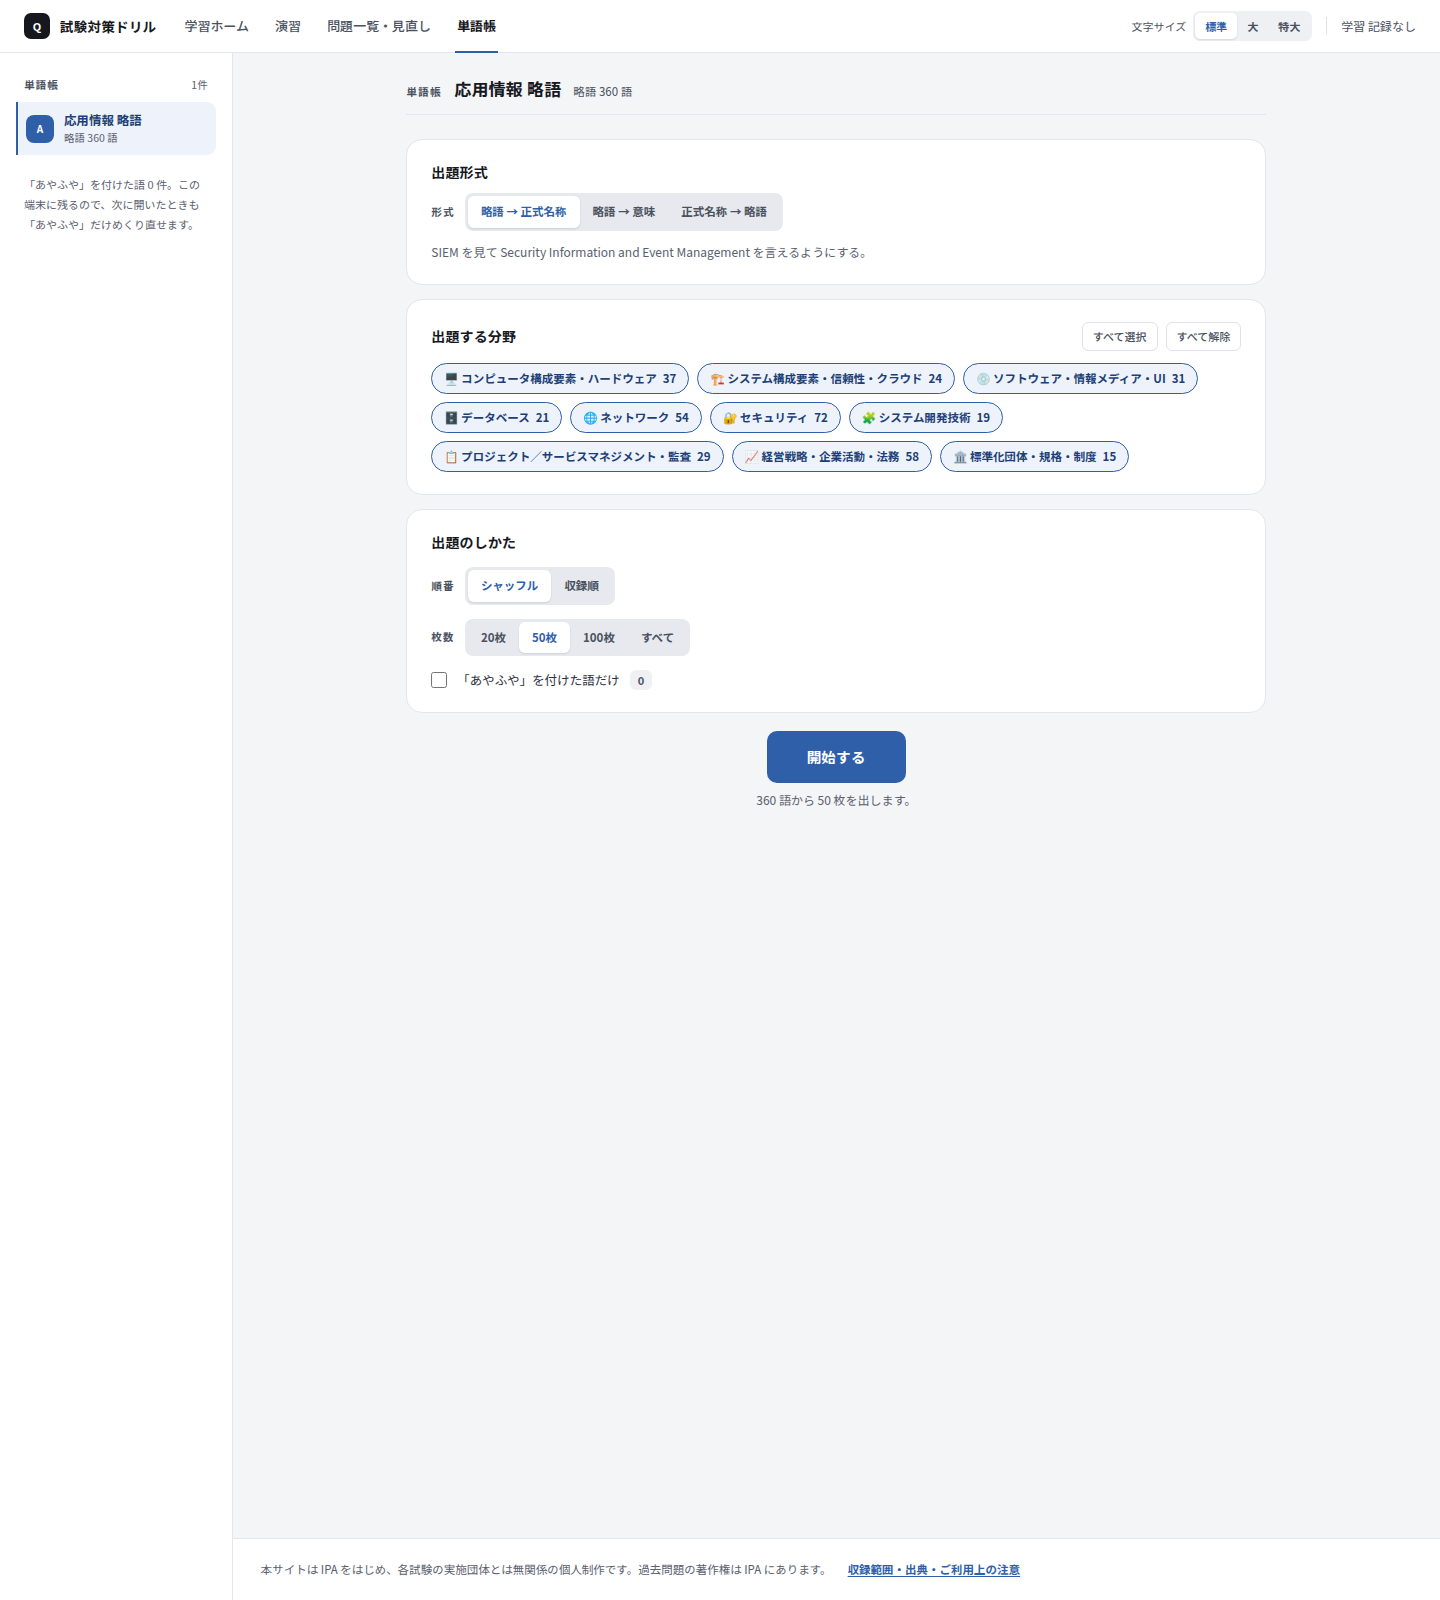 Q 試験対策ドリル 学習ホーム 演習 問題一覧・見直し 単語帳 文字サイズ 標準 大 特大 学習 記録なし
単語帳 1件
A 応用情報 略語
略語 360 語
「あやふや」を付けた語 0 件。この
端末に残るので、次に開いたときも
「あやふや」だけめくり直せます。
単語帳 応用情報 略語 略語 360 語
出題形式
形式 略語 → 正式名称 略語 → 意味 正式名称 → 略語
SIEM を見て Security Information and Event Management を言えるようにする。
出題する分野 すべて選択 すべて解除
🖥️ コンピュータ構成要素・ハードウェア 37 🏗️ システム構成要素・信頼性・クラウド 24 💿 ソフトウェア・情報メディア・UI 31
🗄️ データベース 21 🌐 ネットワーク 54 🔐 セキュリティ 72 🧩 システム開発技術 19
📋 プロジェクト／サービスマネジメント・監査 29 📈 経営戦略・企業活動・法務 58 🏛️ 標準化団体・規格・制度 15
出題のしかた
順番 シャッフル 収録順
枚数 20枚 50枚 100枚 すべて
「あやふや」を付けた語だけ 0
開始する
360 語から 50 枚を出します。
本サイトは IPA をはじめ、各試験の実施団体とは無関係の個人制作です。過去問題の著作権は IPA にあります。 収録範囲・出典・ご利用上の注意